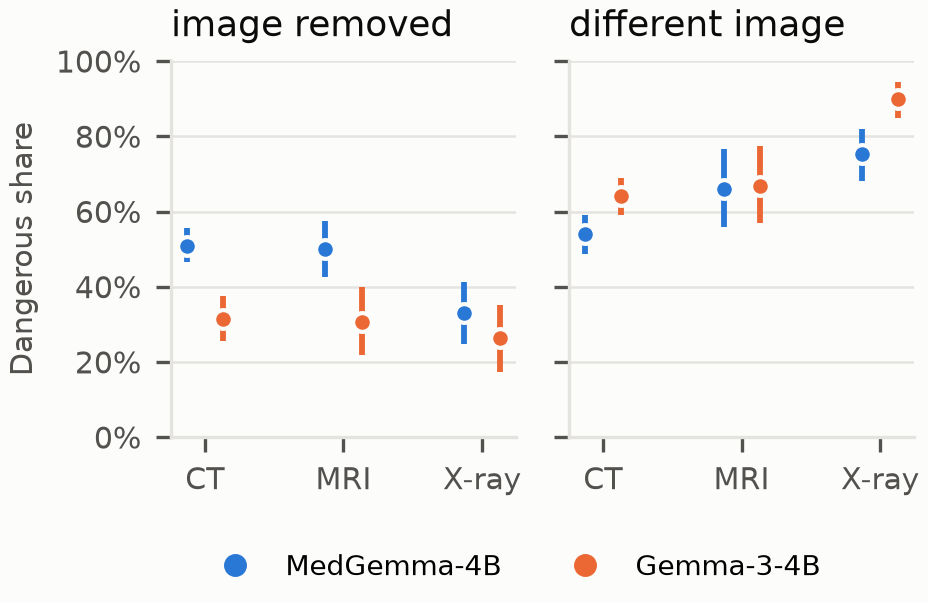 image removed
different image
Dangerous share
100%
80%
60%
40%
20%
0%
CT MRI X-ray
CT MRI X-ray
MedGemma-4B Gemma-3-4B